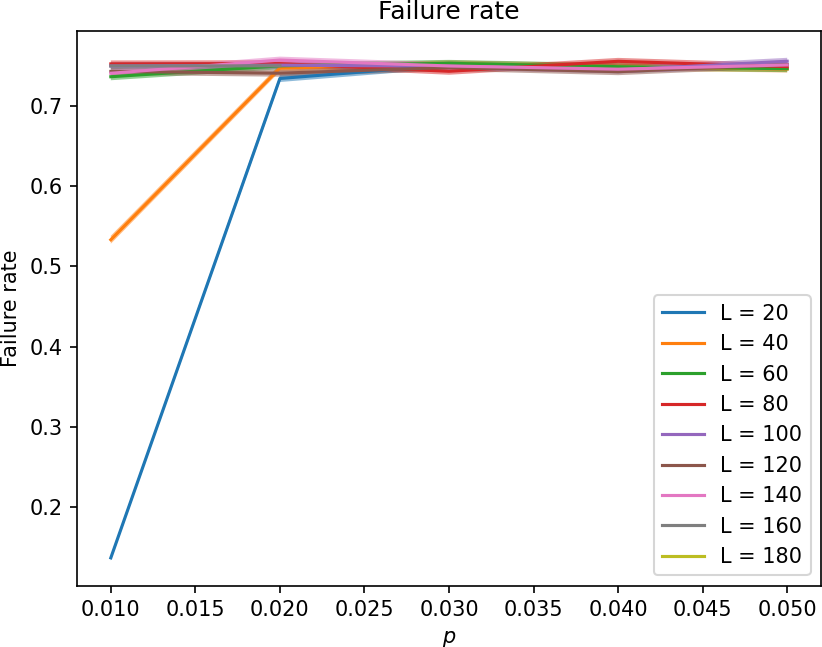 Failure rate
Failure rate
0.7
0.6
0.5
0.4
0.3
0.2
L = 20
L = 40
L = 60
L = 80
L = 100
L = 120
L = 140
L = 160
L = 180
0.010 0.015 0.020 0.025 0.030 0.035 0.040 0.045 0.050
p